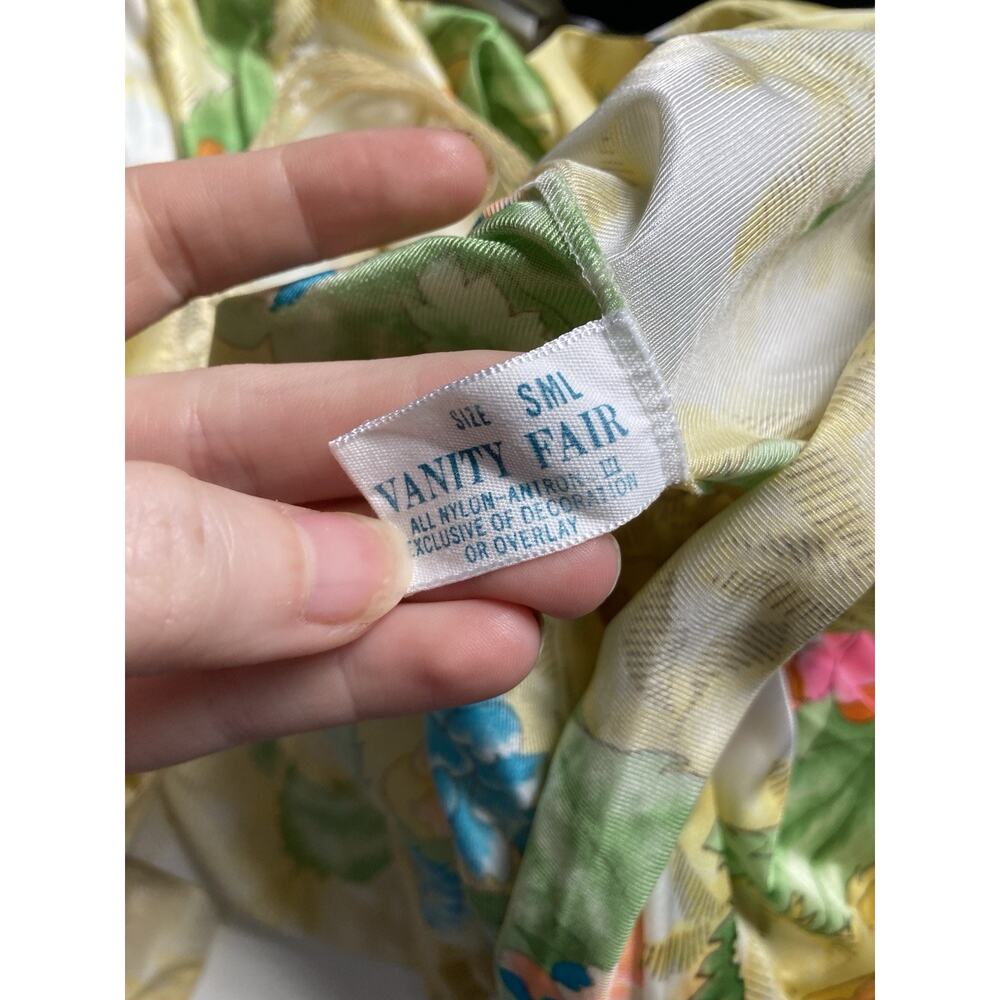 SIZE SML
VANITY FAIR
ALL NYLON-ANTRON III
EXCLUSIVE OF DECORATION
OR OVERLAY